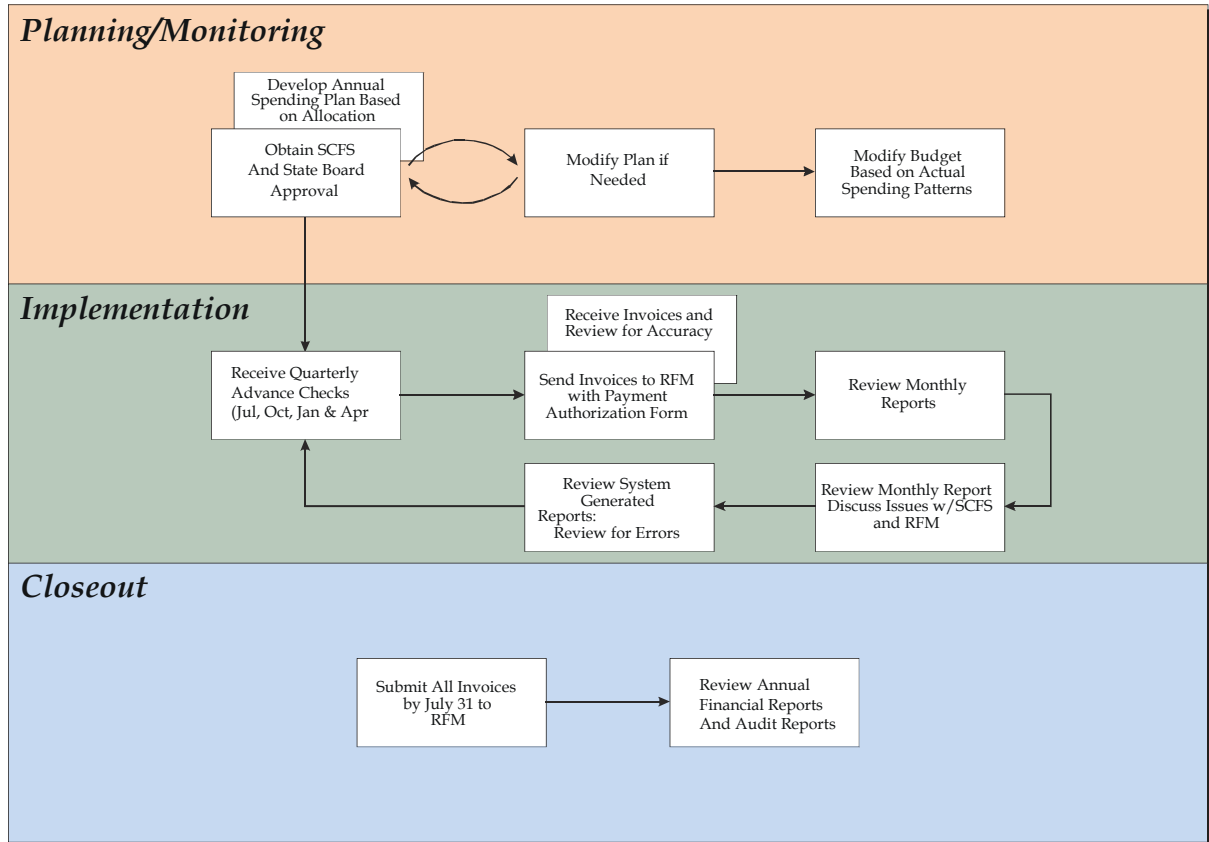 Planning/Monitoring
Develop Annual
Spending Plan Based
on Allocation
Obtain SCFS
And State Board
Approval
Modify Plan if
Needed
Modify Budget
Based on Actual
Spending Patterns
Implementation
Receive Quarterly
Advance Checks
(Jul, Oct, Jan & Apr
Receive Invoices and
Review for Accuracy
Send Invoices to RFM
with Payment
Authorization Form
Review Monthly
Reports
Review Monthly Report
Discuss Issues w/SCFS
and RFM
Review System
Generated
Reports:
Review for Errors
Closeout
Submit All Invoices
by July 31 to
RFM
Review Annual
Financial Reports
And Audit Reports